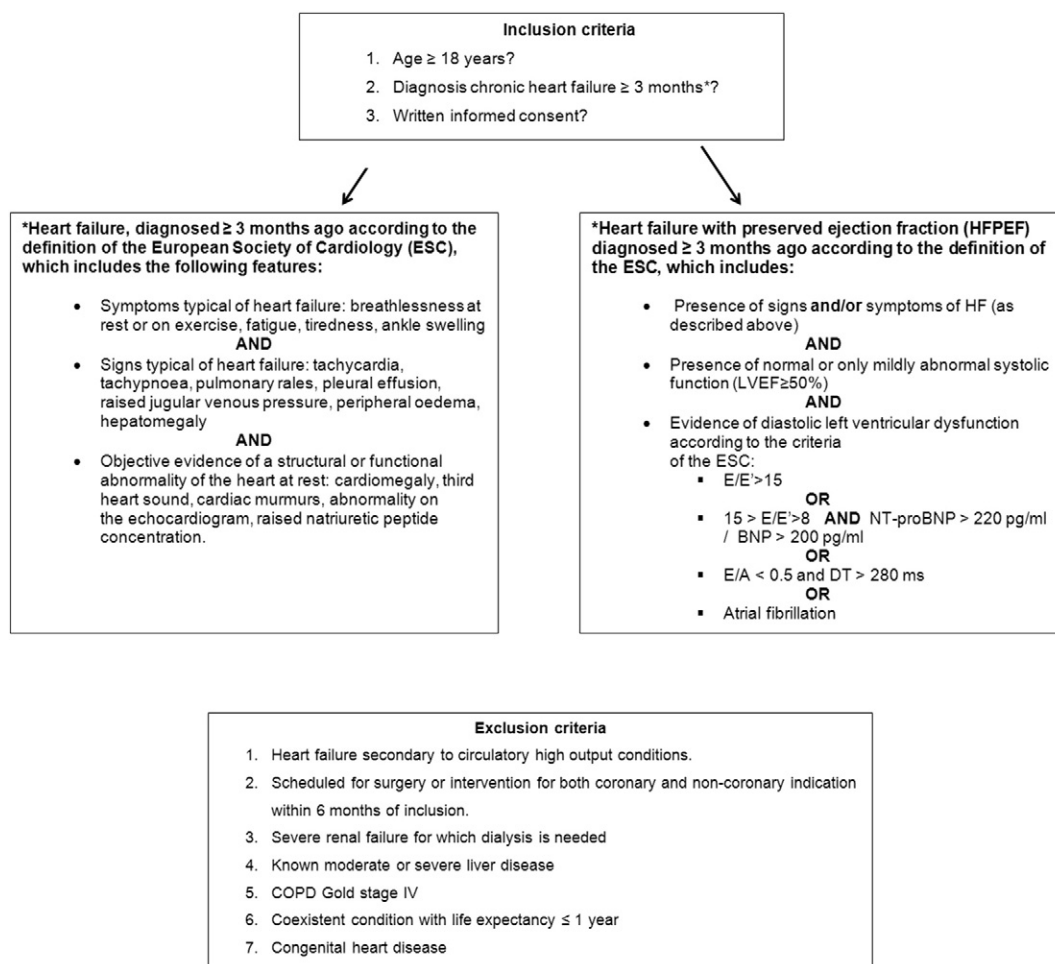 Inclusion criteria
1. Age ≥ 18 years?
2. Diagnosis chronic heart failure ≥ 3 months*?
3. Written informed consent?
*Heart failure, diagnosed ≥ 3 months ago according to the
definition of the European Society of Cardiology (ESC),
which includes the following features:
• Symptoms typical of heart failure: breathlessness at
rest or on exercise, fatigue, tiredness, ankle swelling
AND
• Signs typical of heart failure: tachycardia,
tachypnoea, pulmonary rales, pleural effusion,
raised jugular venous pressure, peripheral oedema,
hepatomegaly
AND
• Objective evidence of a structural or functional
abnormality of the heart at rest: cardiomegaly, third
heart sound, cardiac murmurs, abnormality on
the echocardiogram, raised natriuretic peptide
concentration.
*Heart failure with preserved ejection fraction (HFPEF)
diagnosed ≥ 3 months ago according to the definition of
the ESC, which includes:
• Presence of signs and/or symptoms of HF (as
described above)
AND
• Presence of normal or only mildly abnormal systolic
function (LVEF≥50%)
AND
• Evidence of diastolic left ventricular dysfunction
according to the criteria
of the ESC:
▪ E/E'>15
OR
▪ 15 > E/E'>8 AND NT-proBNP > 220 pg/ml
/ BNP > 200 pg/ml
OR
▪ E/A < 0.5 and DT > 280 ms
OR
▪ Atrial fibrillation
Exclusion criteria
1. Heart failure secondary to circulatory high output conditions.
2. Scheduled for surgery or intervention for both coronary and non-coronary indication
within 6 months of inclusion.
3. Severe renal failure for which dialysis is needed
4. Known moderate or severe liver disease
5. COPD Gold stage IV
6. Coexistent condition with life expectancy ≤ 1 year
7. Congenital heart disease